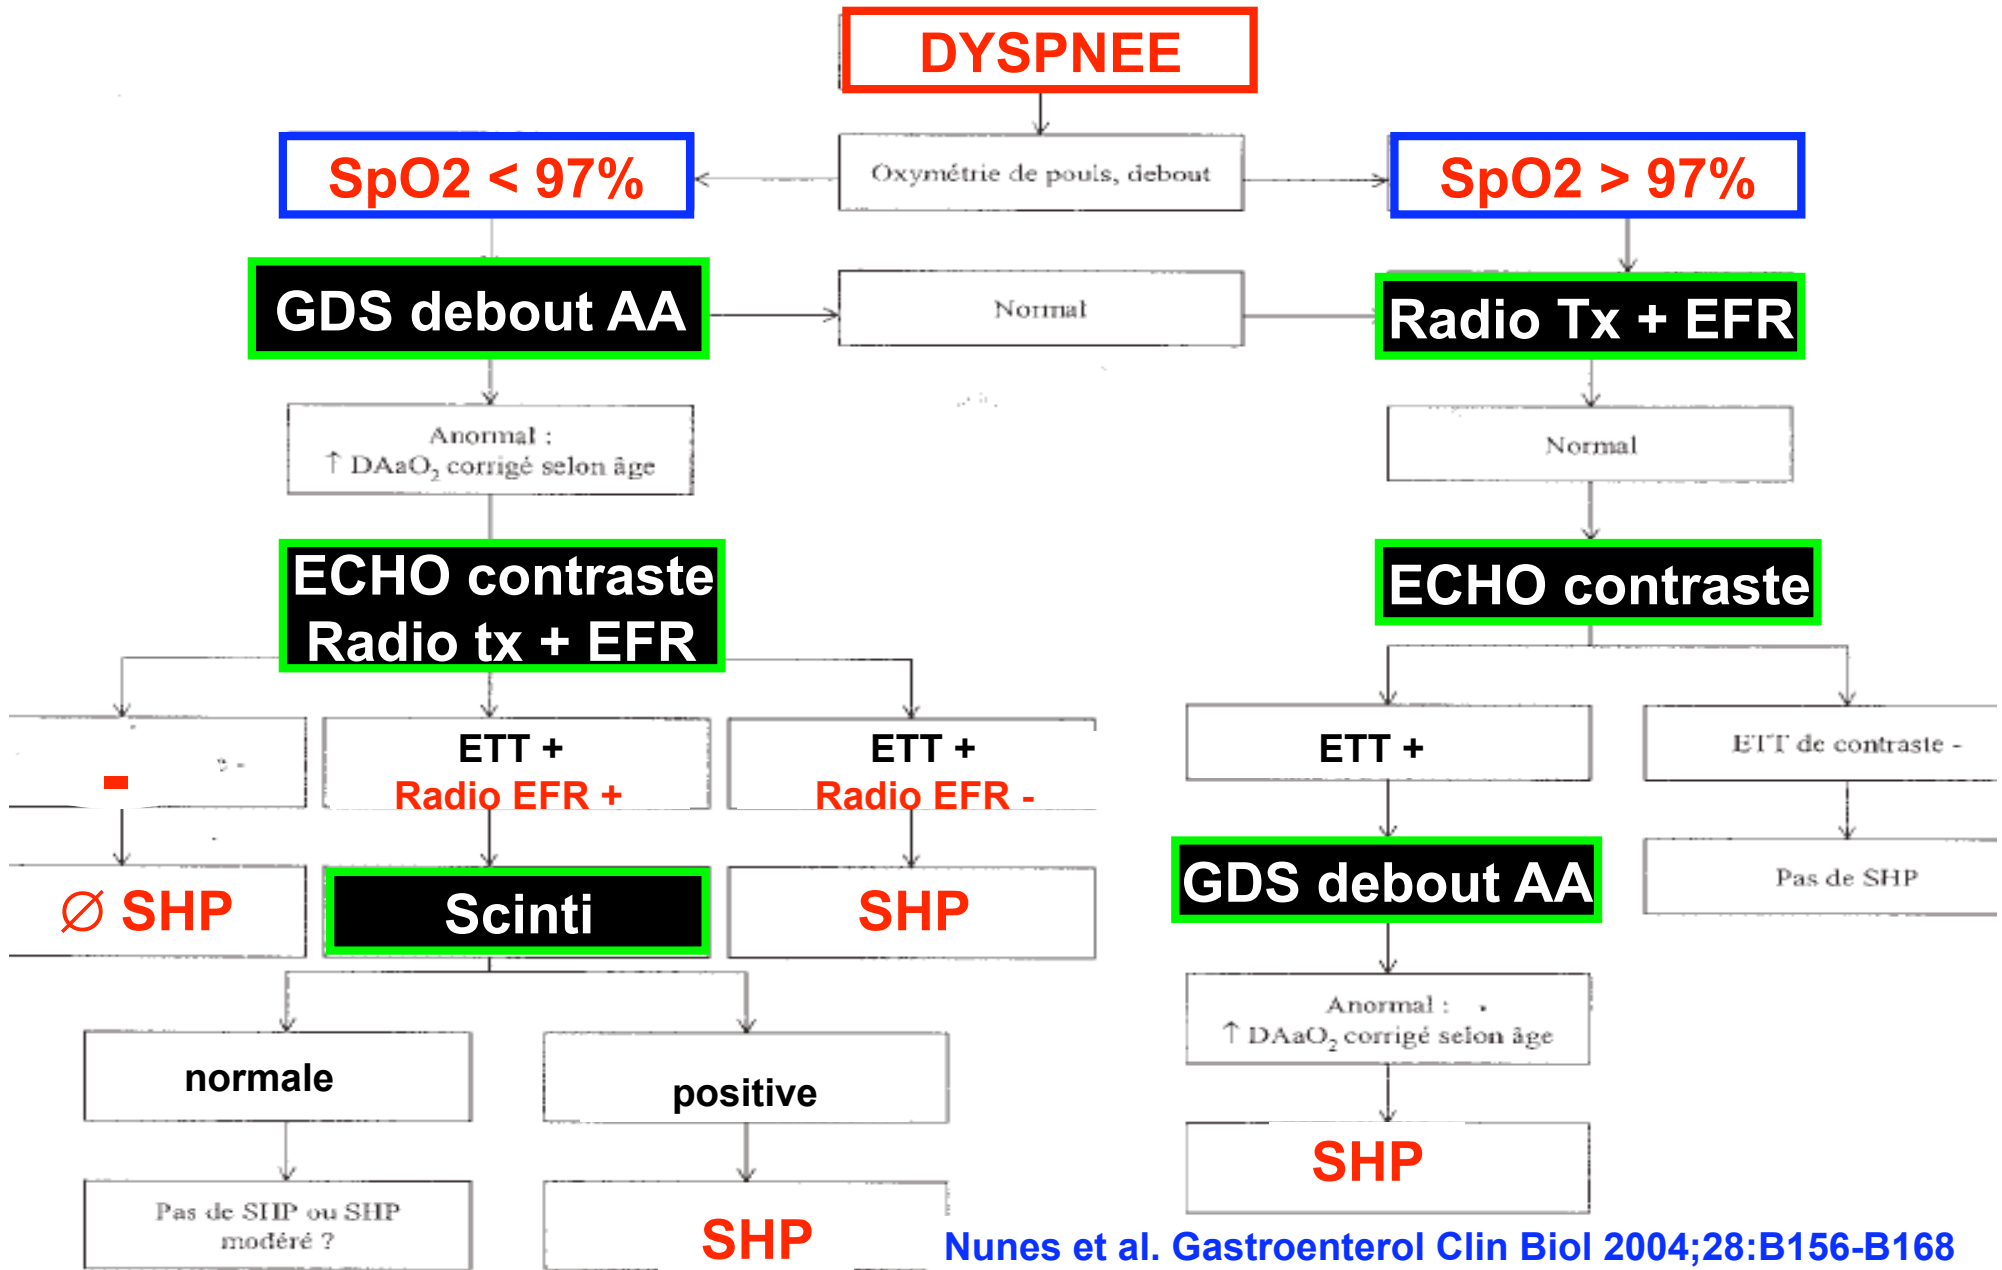 DYSPNEE
SpO2 < 97%
Oxymétrie de pouls, debout
SpO2 > 97%
GDS debout AA
Normal
Radio Tx + EFR
Anormal :
↑ DAaO₂ corrigé selon âge
Normal
ECHO contraste
Radio tx + EFR
ECHO contraste
-
ETT +
Radio EFR +
ETT +
Radio EFR -
ETT +
ETT de contraste -
∅ SHP
Scinti
SHP
GDS debout AA
Pas de SHP
Anormal :
↑ DAaO₂ corrigé selon âge
normale
positive
SHP
Pas de SHP ou SHP
modéré ?
SHP
Nunes et al. Gastroenterol Clin Biol 2004;28:B156-B168